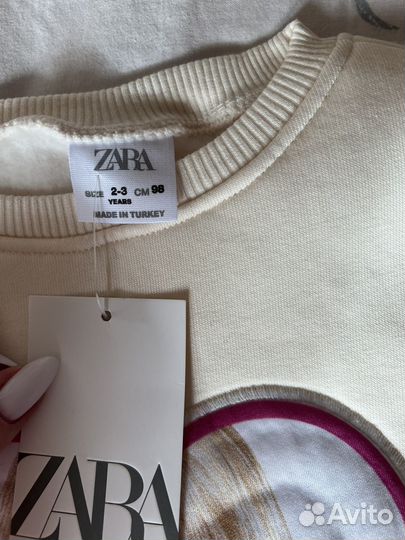 ZARA
SIZE 2-3 CM 98
YEARS
MADE IN TURKEY
ZARA
Avito